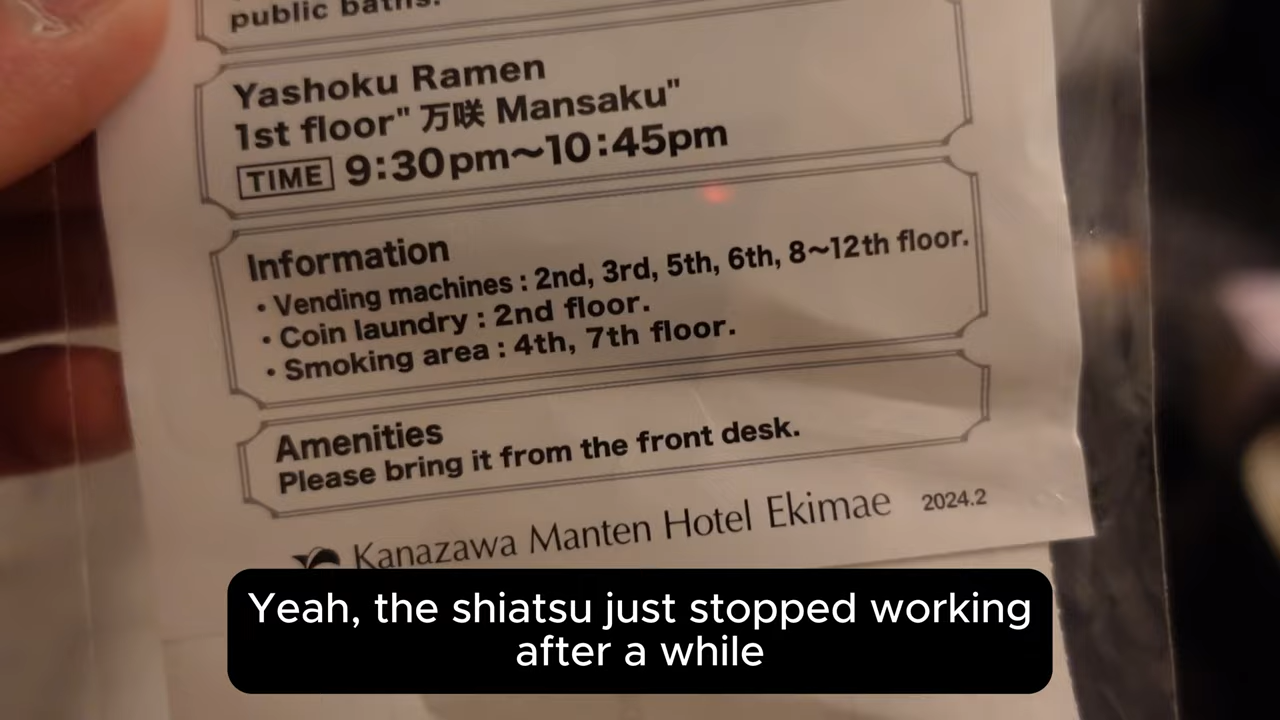 public baths.
Yashoku Ramen
1st floor" 万咲 Mansaku"
TIME 9:30pm～10:45pm
Information
・Vending machines : 2nd, 3rd, 5th, 6th, 8～12th floor.
・Coin laundry : 2nd floor.
・Smoking area : 4th, 7th floor.
Amenities
Please bring it from the front desk.
Kanazawa Manten Hotel Ekimae 2024.2
Yeah, the shiatsu just stopped working
after a while